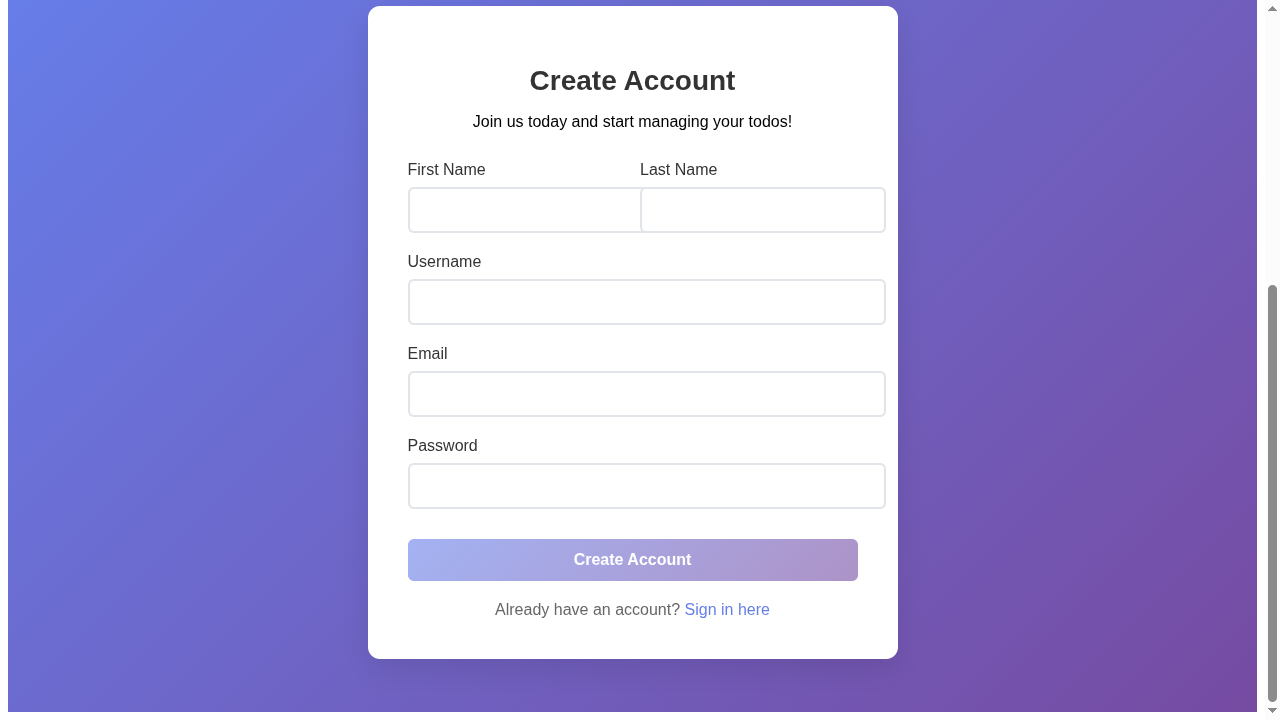 Create Account
Join us today and start managing your todos!
First Name Last Name
Username
Email
Password
Create Account
Already have an account? Sign in here